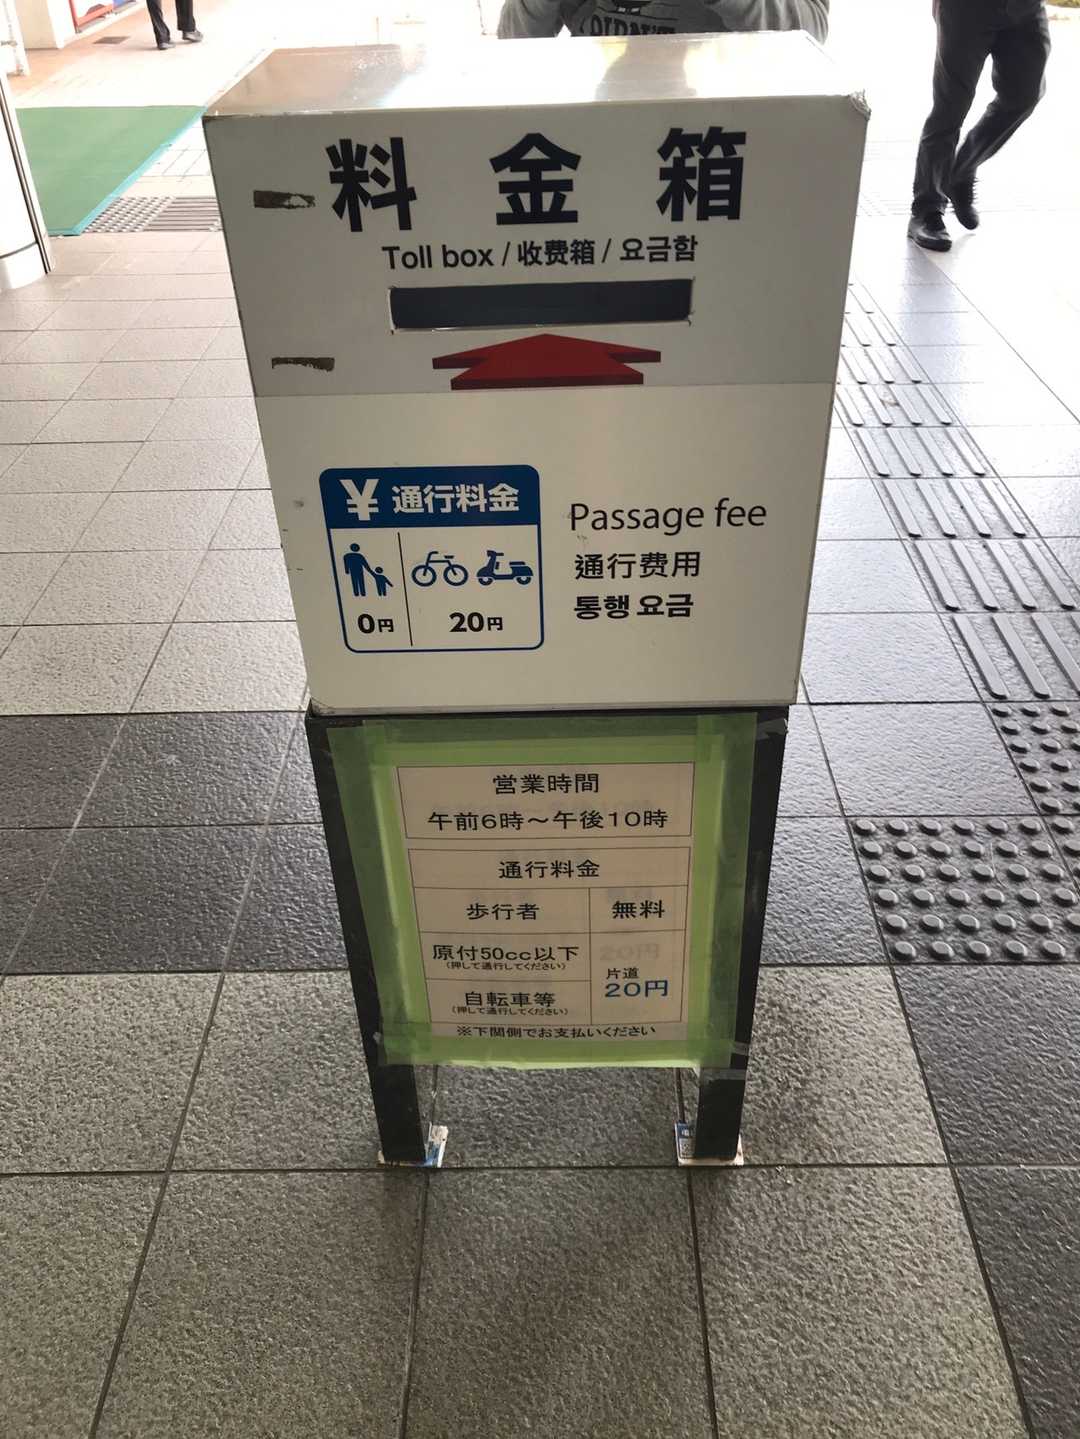 料金箱
Toll box / 收费箱 / 요금함
¥ 通行料金
0円
20円
Passage fee
通行费用
통행 요금
営業時間
午前6時～午後10時
通行料金
歩行者
無料
原付50cc以下
(押して通行してください)
片道
20円
自転車等
(押して通行してください)
※下関側でお支払いください